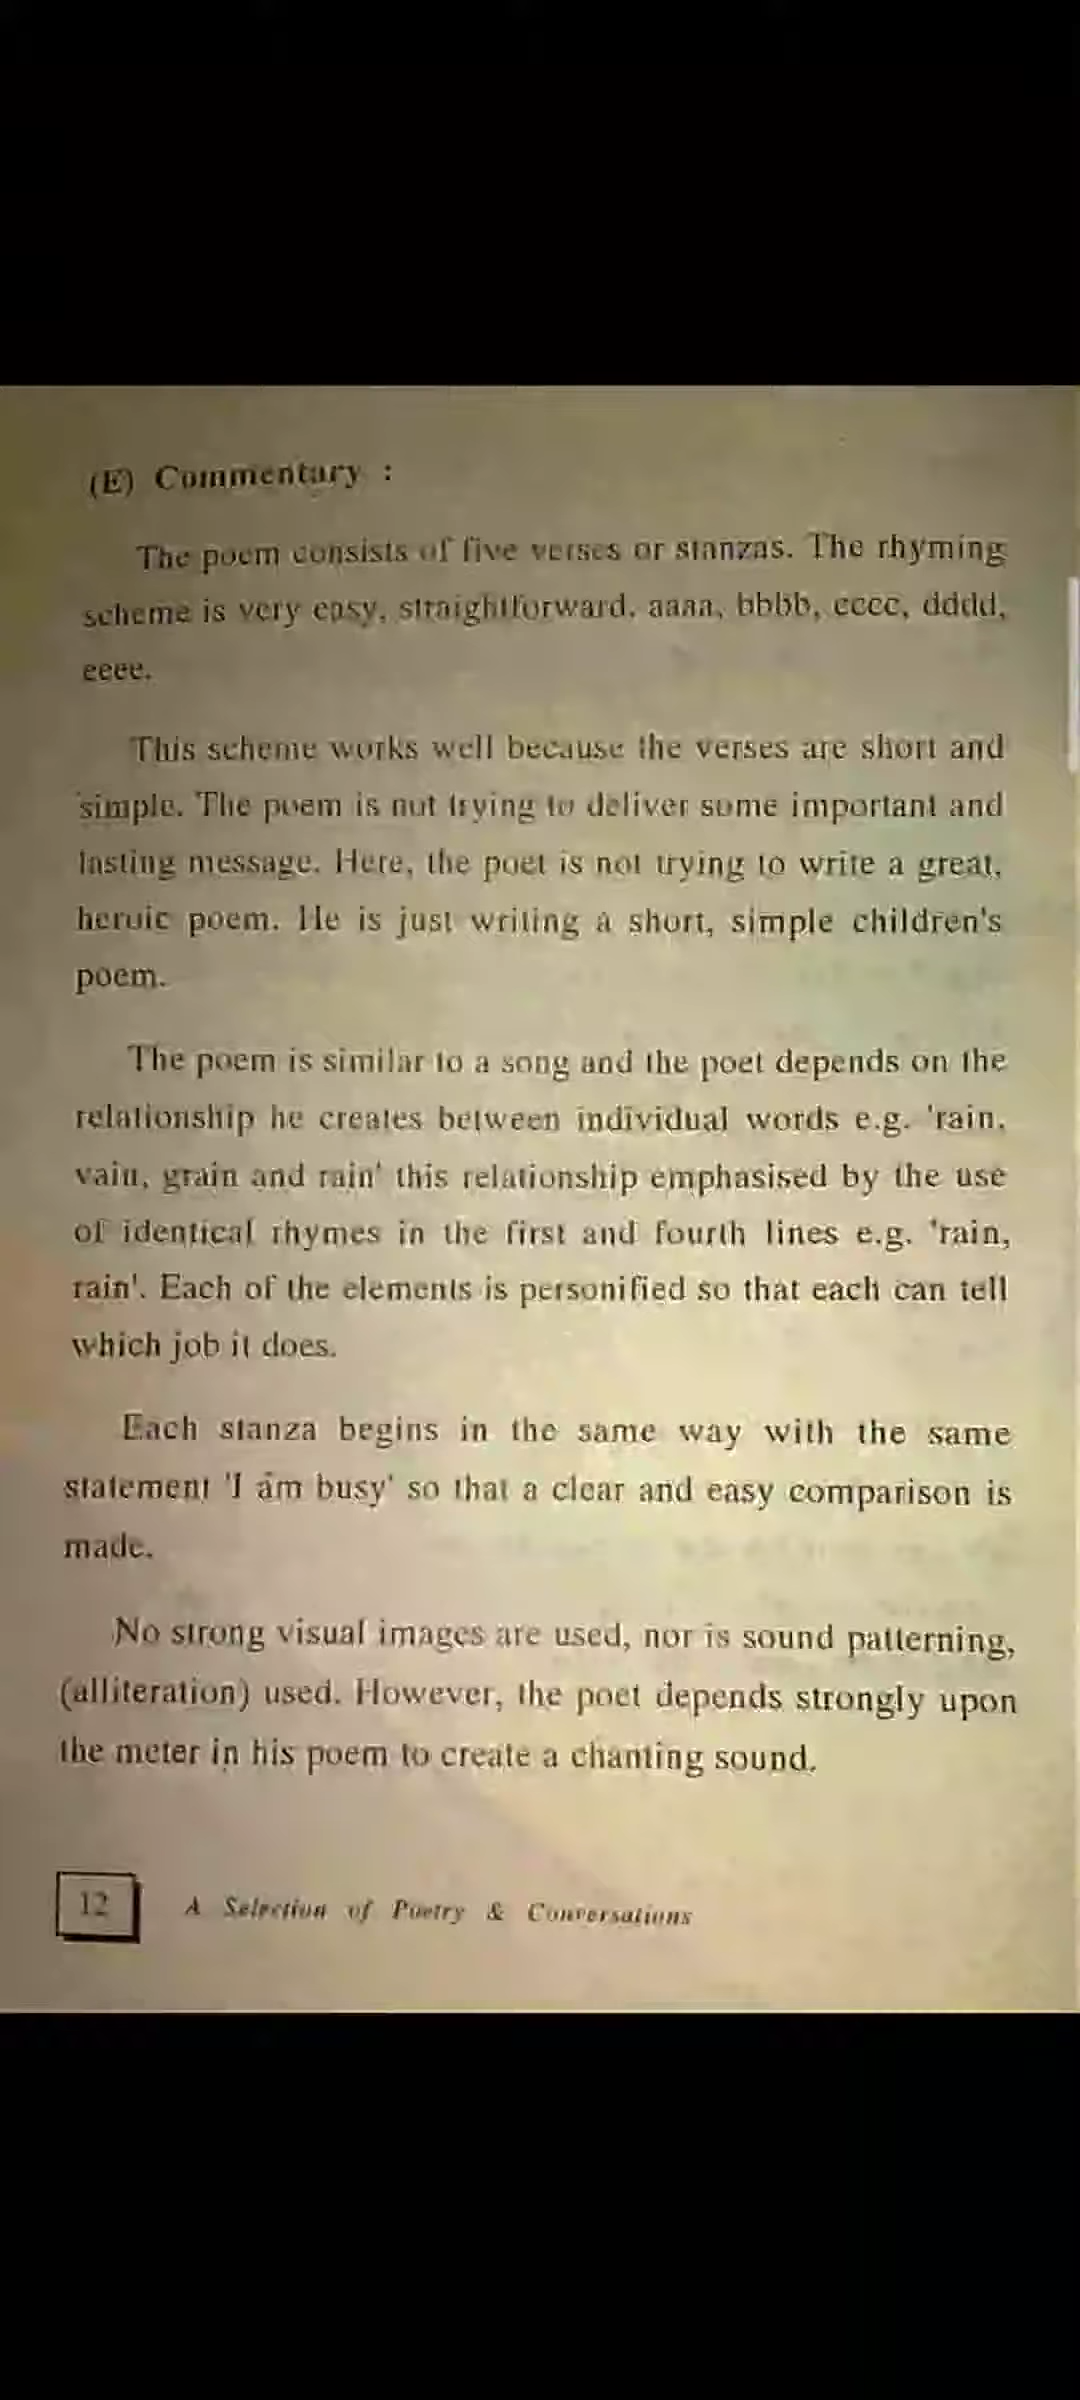 (E) Commentary :
The poem consists of five verses or stanzas. The rhyming
scheme is very easy, straightforward. aaaa, bbbb, cccc, dddd,
eeee.
This scheme works well because the verses are short and
simple. The poem is not trying to deliver some important and
lasting message. Here, the poet is not trying to write a great,
heroic poem. He is just writing a short, simple children's
poem.
The poem is similar to a song and the poet depends on the
relationship he creates between individual words e.g. 'rain,
vain, grain and rain' this relationship emphasised by the use
of identical rhymes in the first and fourth lines e.g. 'rain,
rain'. Each of the elements is personified so that each can tell
which job it does.
Each stanza begins in the same way with the same
statement 'I am busy' so that a clear and easy comparison is
made.
No strong visual images are used, nor is sound patterning,
(alliteration) used. However, the poet depends strongly upon
the meter in his poem to create a chanting sound.
12 A Selection of Poetry & Conversations